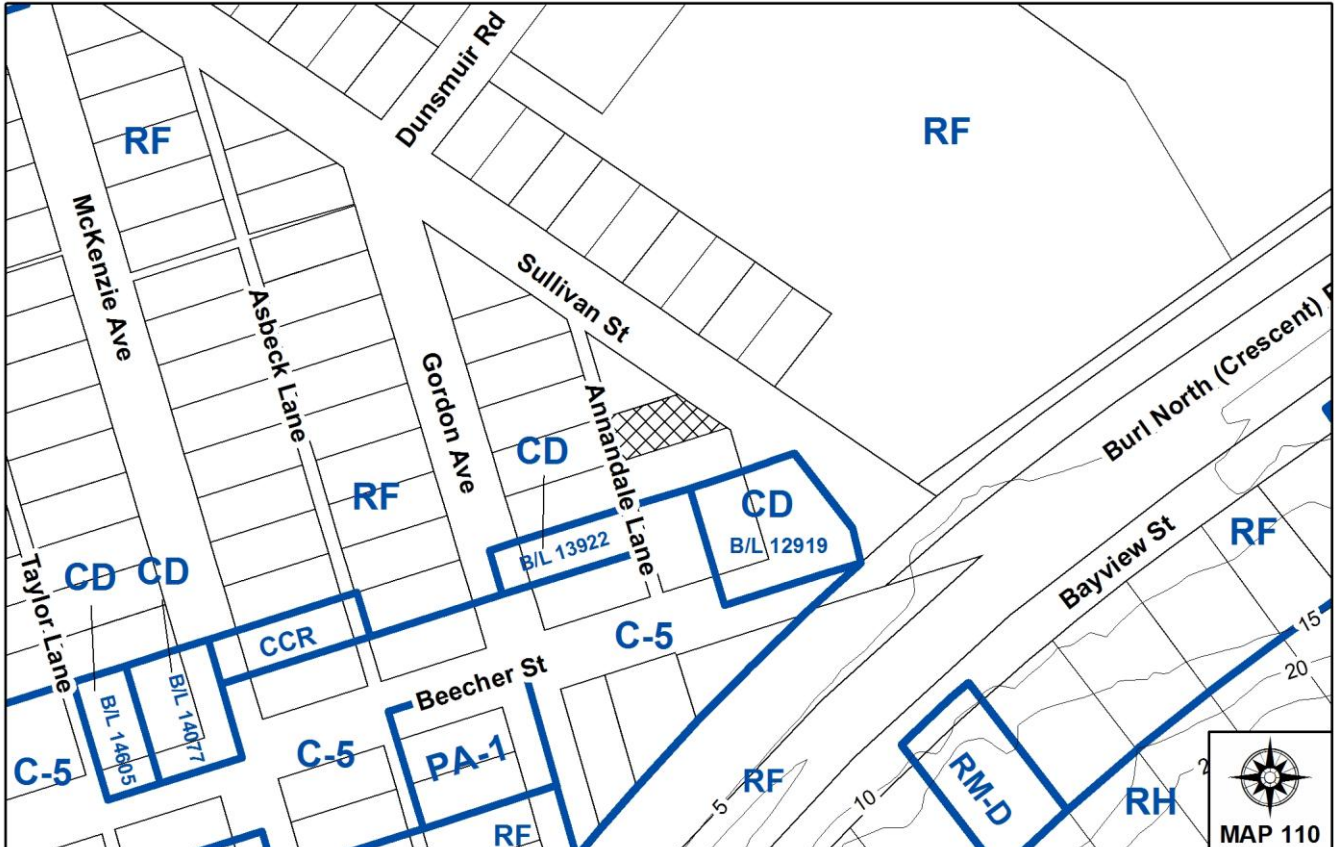 Dunsmuir Rd
RF
RF
McKenzie Ave
Asbeck Lane
Sullivan St
Gordon Ave
Annandale Lane
Burl North (Crescent)
CD
RF
CD
B/L 12919
B/L 13922
RF
Bayview St
Taylor Lane
CD
CD
CCR
C-5
15
20
Beecher St
B/L 14605
B/L 14077
C-5
C-5
PA-1
RF
RM-D
RH
5
10
2
RF
MAP 110